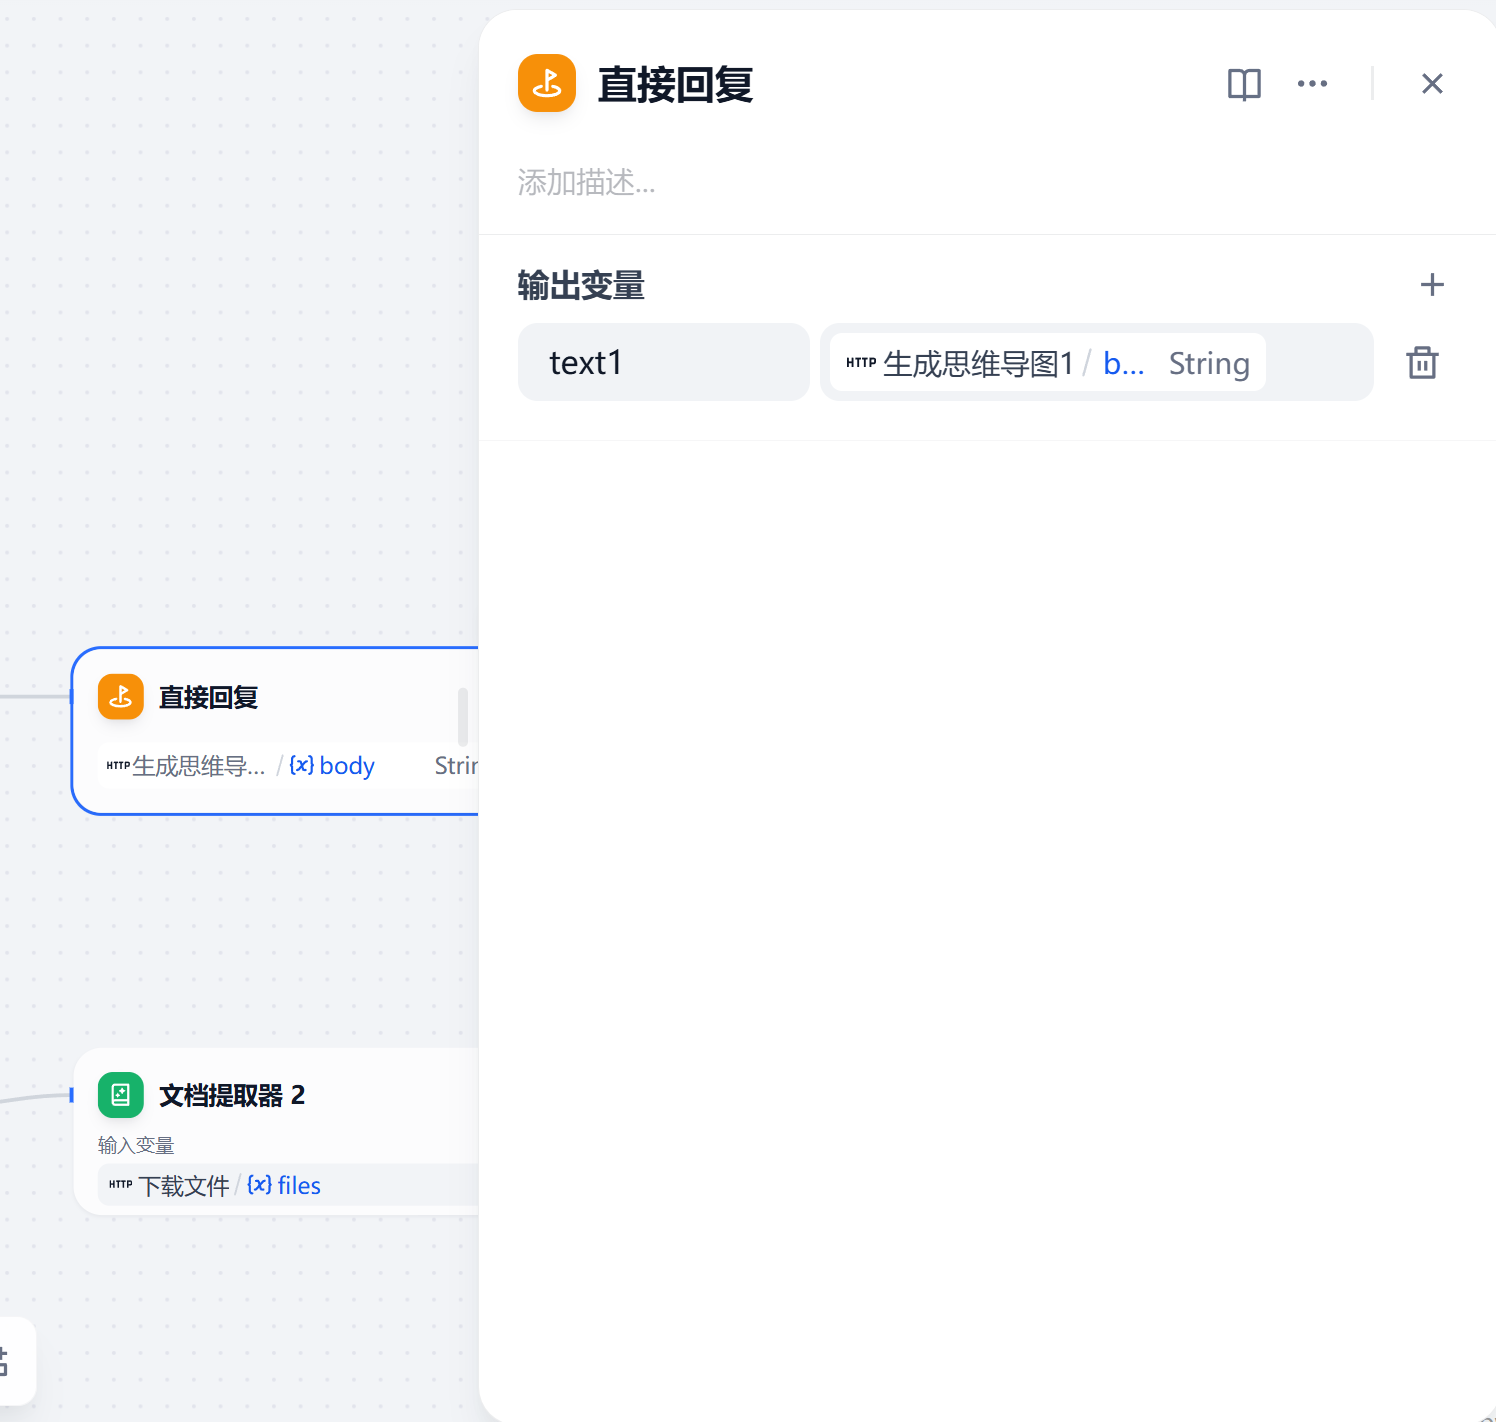 直接回复
添加描述...
输出变量
text1
HTTP 生成思维导图1 / b... String
直接回复
HTTP 生成思维导... / {x} body Strin
文档提取器 2
输入变量
HTTP 下载文件 / {x} files